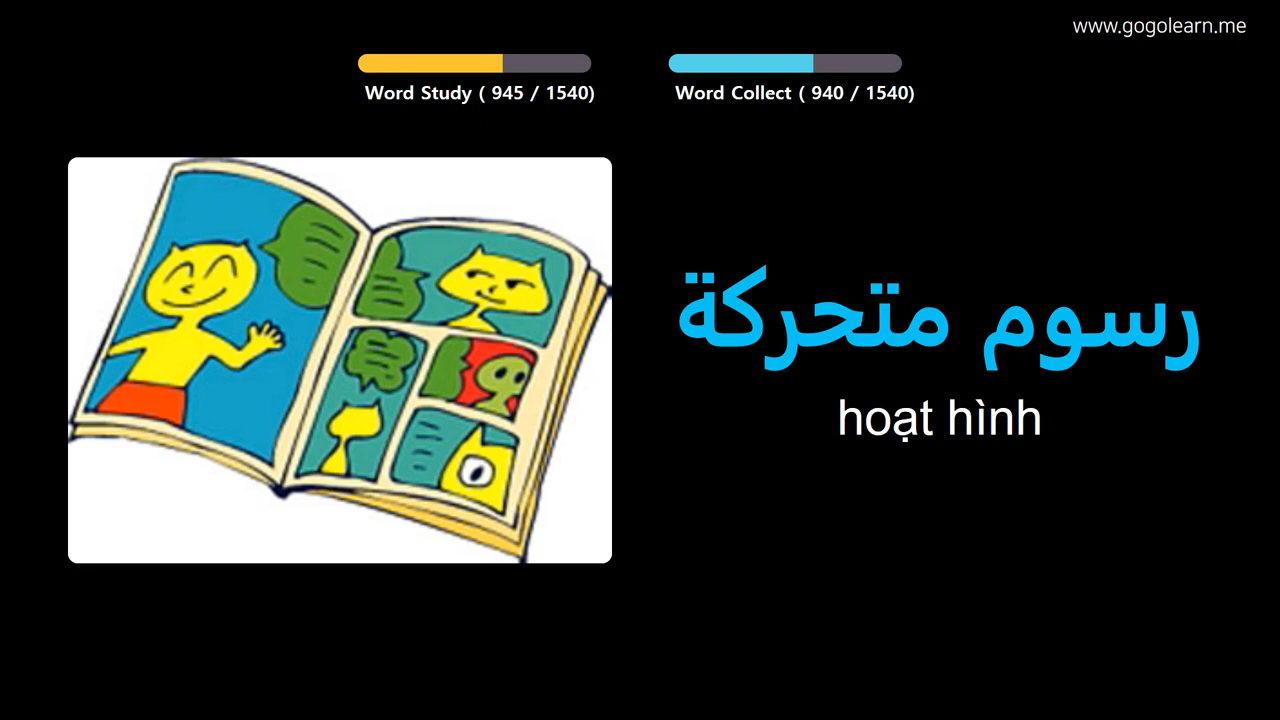 www.gogolearn.me
Word Study ( 945 / 1540)
Word Collect ( 940 / 1540)
رسوم متحركة
hoạt hình